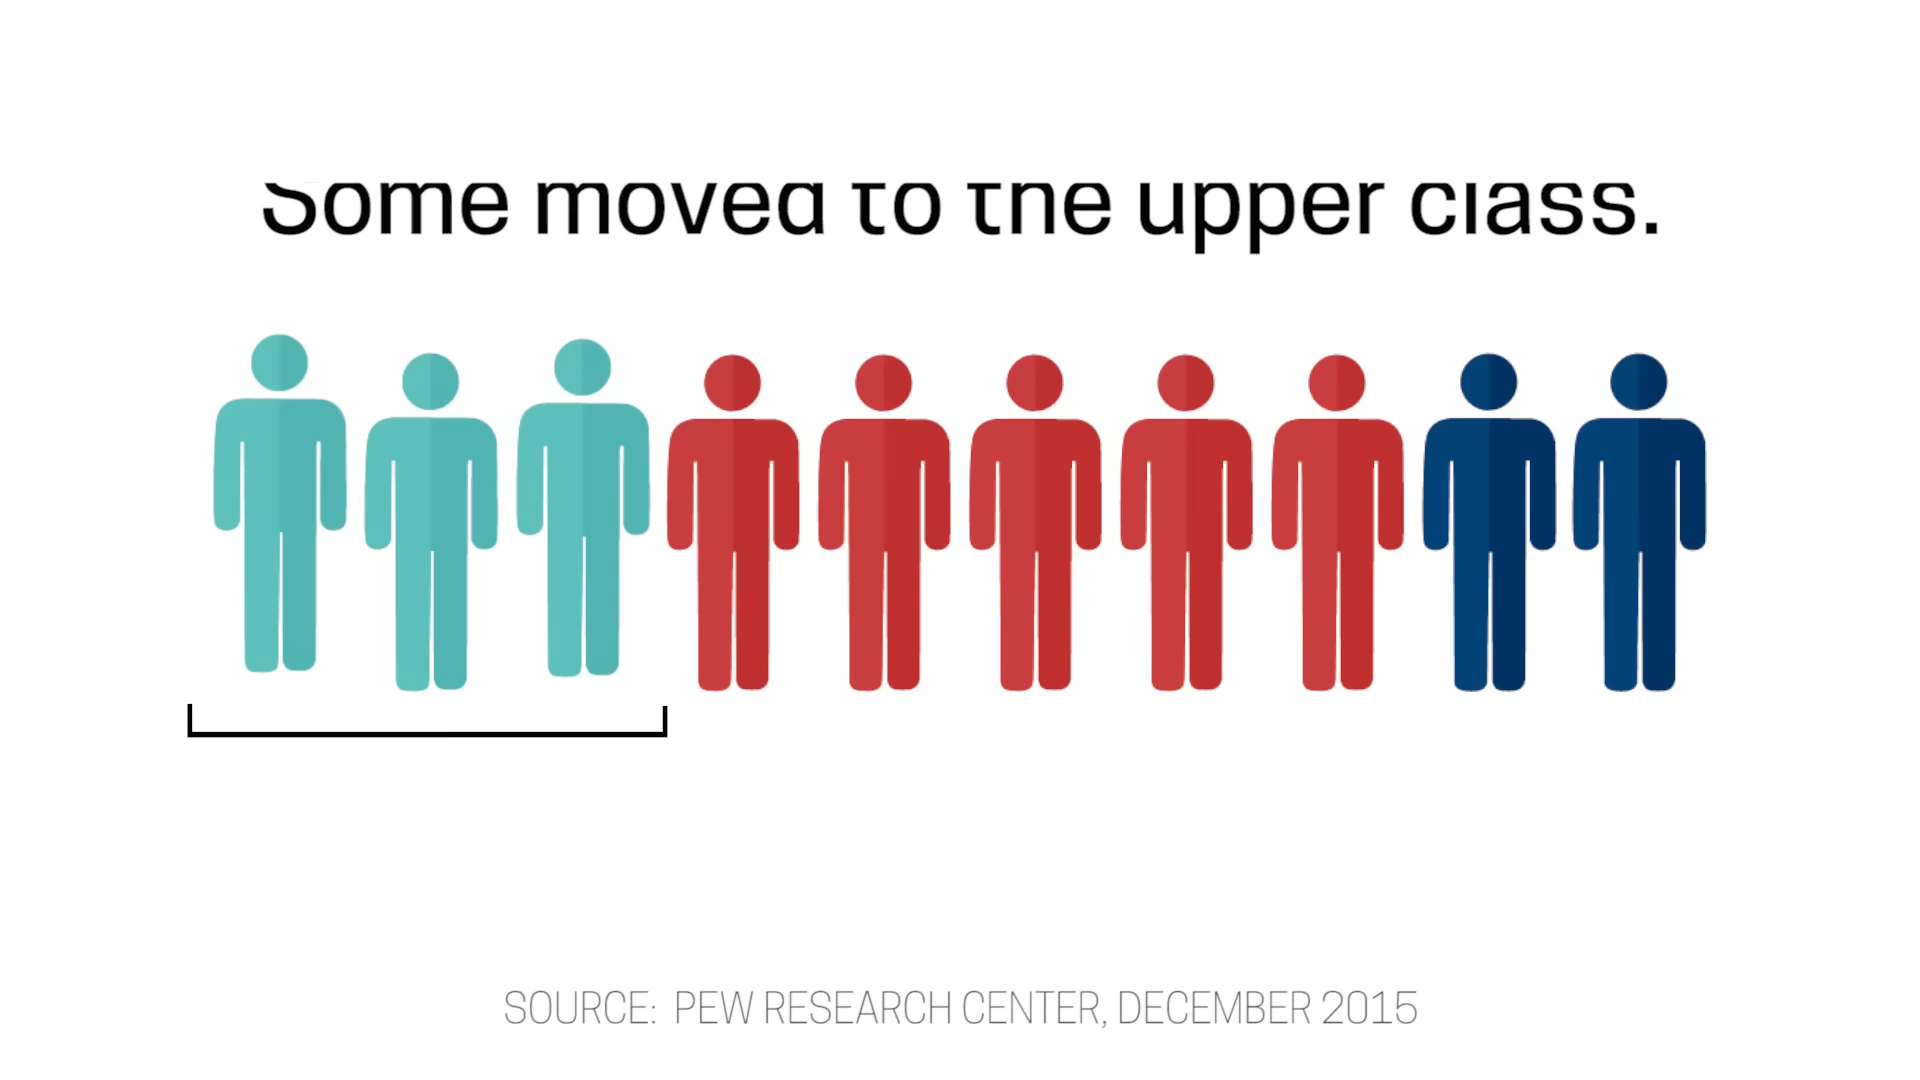 Some moved to the upper class.
SOURCE: PEW RESEARCH CENTER, DECEMBER 2015